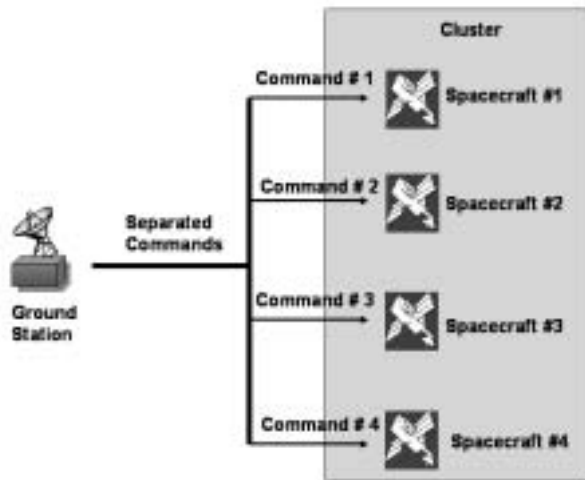 Cluster
Command # 1
Spacecraft #1
Command # 2
Spacecraft #2
Separated
Commands
Ground
Station
Command # 3
Spacecraft #3
Command # 4
Spacecraft #4